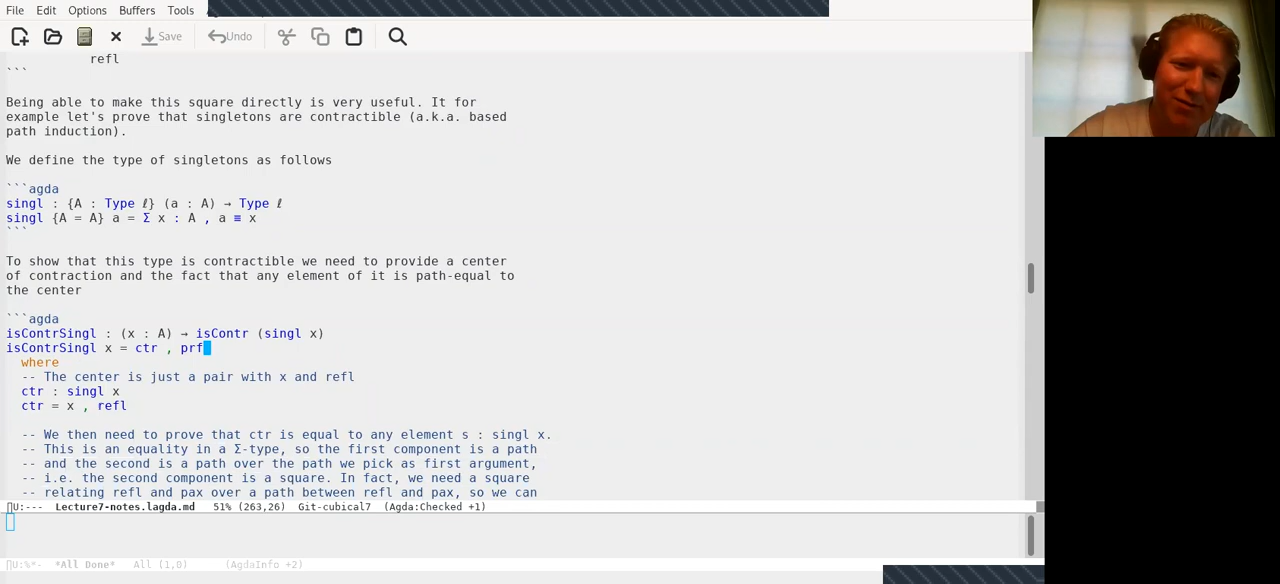 File Edit Options Buffers Tools
Save Undo
refl
```
Being able to make this square directly is very useful. It for
example let's prove that singletons are contractible (a.k.a. based
path induction).
We define the type of singletons as follows
```agda
singl : {A : Type ℓ} (a : A) → Type ℓ
singl {A = A} a = Σ x : A , a ≡ x
```
To show that this type is contractible we need to provide a center
of contraction and the fact that any element of it is path-equal to
the center
```agda
isContrSingl : (x : A) → isContr (singl x)
isContrSingl x = ctr , prf
where
-- The center is just a pair with x and refl
ctr : singl x
ctr = x , refl
-- We then need to prove that ctr is equal to any element s : singl x.
-- This is an equality in a Σ-type, so the first component is a path
-- and the second is a path over the path we pick as first argument,
-- i.e. the second component is a square. In fact, we need a square
-- relating refl and pax over a path between refl and pax, so we can
U:--- Lecture7-notes.lagda.md 51% (263,26) Git-cubical7 (Agda:Checked +1)
U:%*- *All Done* All (1,0) (AgdaInfo +2)